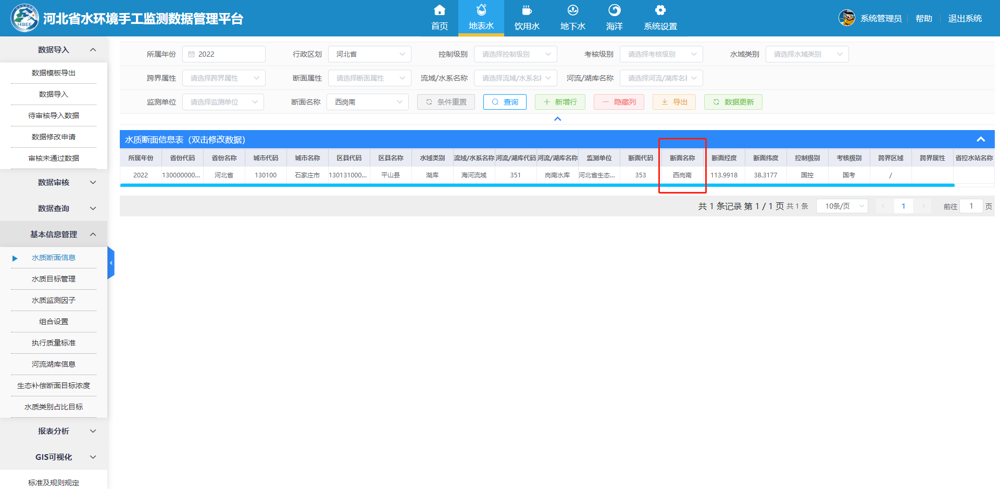 河北省水环境手工监测数据管理平台
首页
地表水
饮用水
地下水
海洋
系统设置
系统管理员
帮助
退出系统
数据导入
数据模板导出
数据导入
待审核导入数据
数据修改申请
审核未通过数据
数据审核
数据查询
基本信息管理
水质断面信息
水质目标管理
水质监测因子
组合设置
执行质量标准
河流湖库信息
生态补偿断面目标浓度
水质类别占比目标
报表分析
GIS可视化
标准及规则规定
所属年份 2022 行政区划 河北省 控制级别 请选择控制级别 考核级别 请选择考核级别 水域类别 请选择水域类别
跨界属性 请选择跨界属性 断面属性 请选择断面属性 流域/水系名称 请选择流域/水系名 河流/湖库名称 请选择河流/湖库名
监测单位 请选择监测单位 断面名称 西岗南 条件重置 查询 新增行 隐藏列 导出 数据更新
水质断面信息表（双击修改数据）
所属年份 省份代码 省份名称 城市代码 城市名称 区县代码 区县名称 水域类别 流域/水系名称 河流/湖库代码 河流/湖库名称 监测单位 断面代码 断面名称 断面经度 断面纬度 控制级别 考核级别 跨界区域 跨界属性 省控水站名称
2022 130000000... 河北省 130100 石家庄市 130131000... 平山县 湖库 海河流域 351 岗南水库 河北省生态... 353 西岗南 113.9918 38.3177 国控 国考 /
共 1 条记录 第 1 / 1 页 共 1 条 10条/页 1 前往 1 页